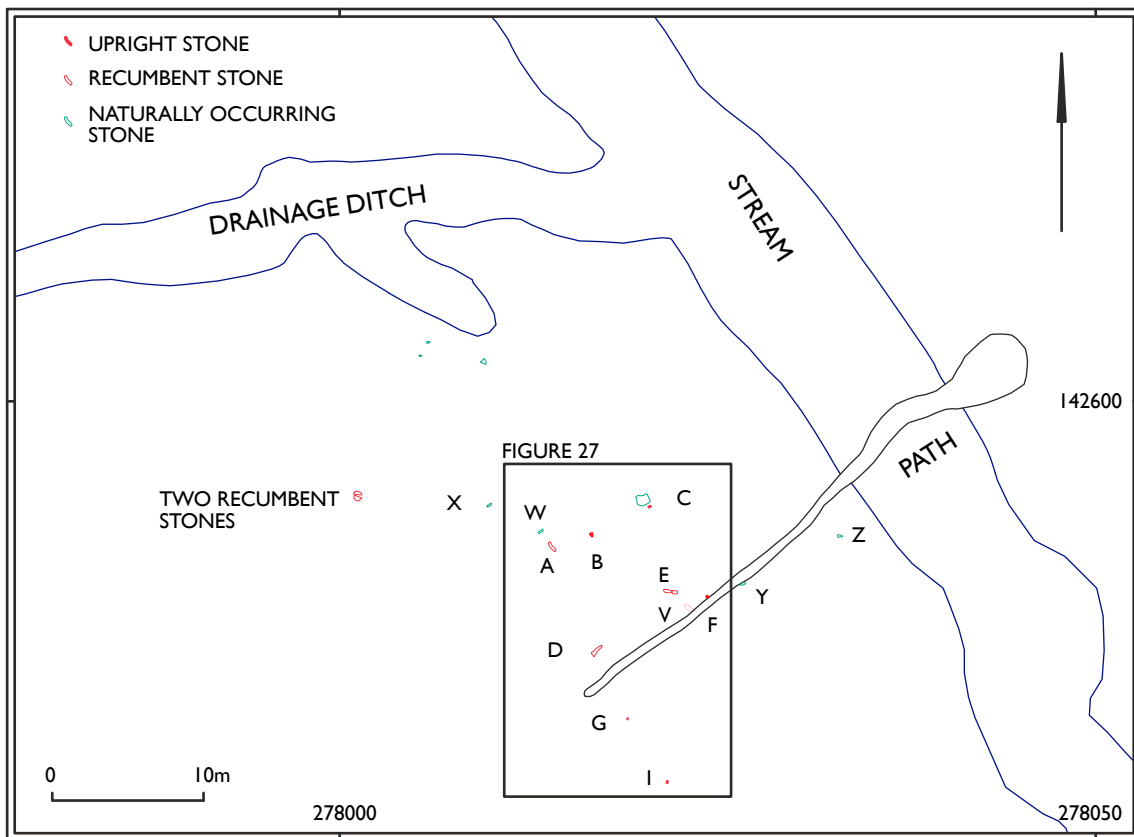 UPRIGHT STONE
RECUMBENT STONE
NATURALLY OCCURRING
STONE
DRAINAGE DITCH
STREAM
142600
PATH
FIGURE 27
TWO RECUMBENT
STONES
X
W
C
A
B
Z
E
Y
V
F
D
G
I
0
10m
278000
278050